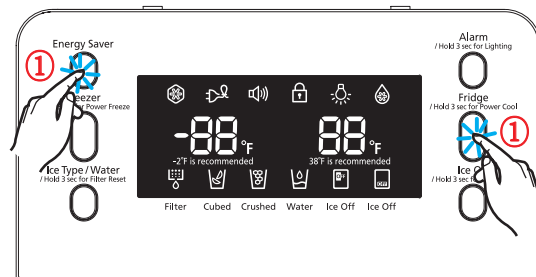 Energy Saver
Alarm
/ Hold 3 sec for Lighting
①
Fridge
/ Hold 3 sec for Power Cool
①
Power Freeze
-88 °F
88 °F
-2°F is recommended
38°F is recommended
Ice Type / Water
/ Hold 3 sec for Filter Reset
Ice
/ Hold 3 sec
Filter Cubed Crushed Water Ice Off Ice Off